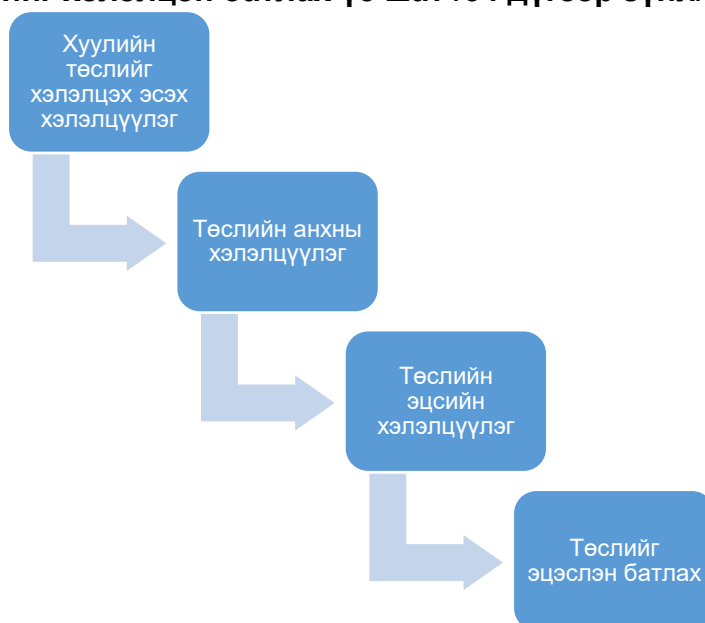 Хуулийн
төслийг
хэлэлцэх эсэх
хэлэлцүүлэг
Төслийн анхны
хэлэлцүүлэг
Төслийн
эцсийн
хэлэлцүүлэг
Төслийг
эцэслэн батлах